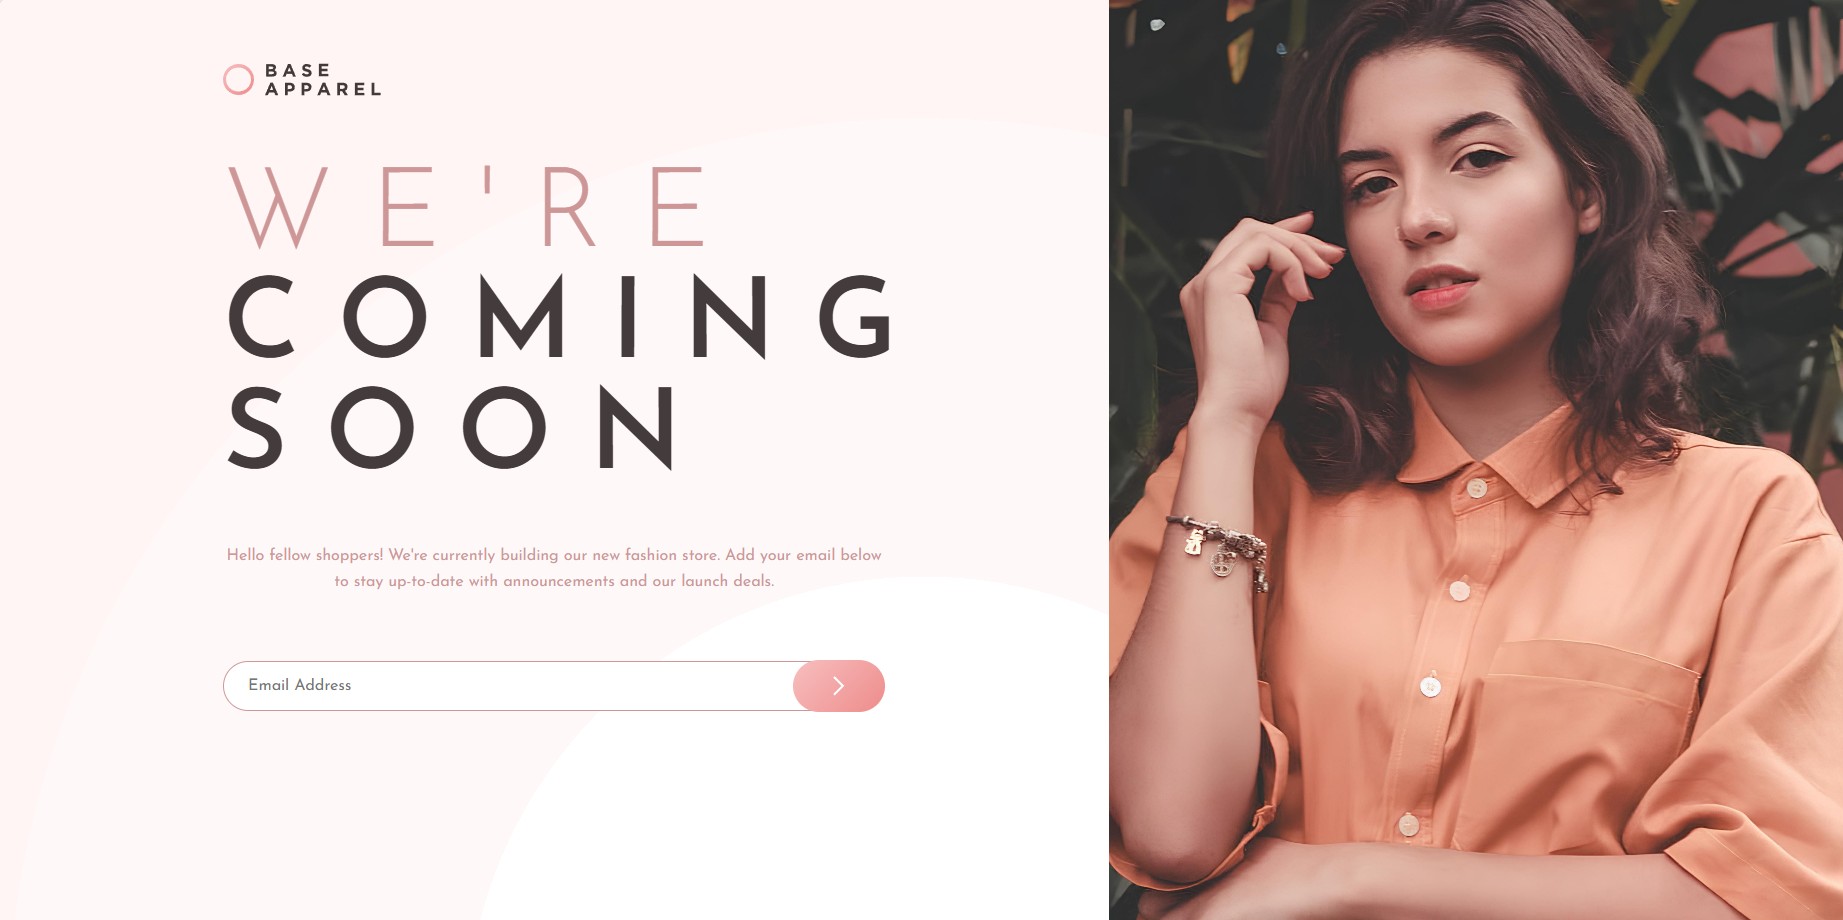 BASE
APPAREL
WE'RE
COMING
SOON
Hello fellow shoppers! We're currently building our new fashion store. Add your email below
to stay up-to-date with announcements and our launch deals.
Email Address